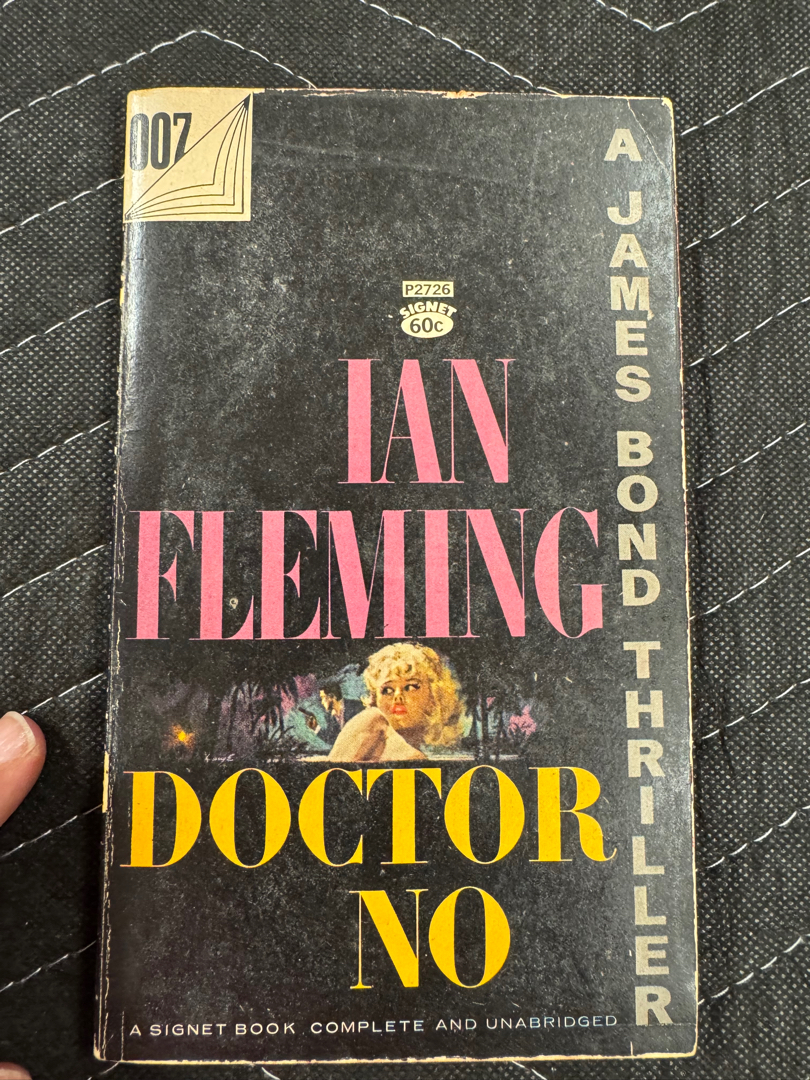 007
A JAMES BOND THRILLER
P2726
SIGNET
60c
IAN
FLEMING
DOCTOR
NO
A SIGNET BOOK COMPLETE AND UNABRIDGED